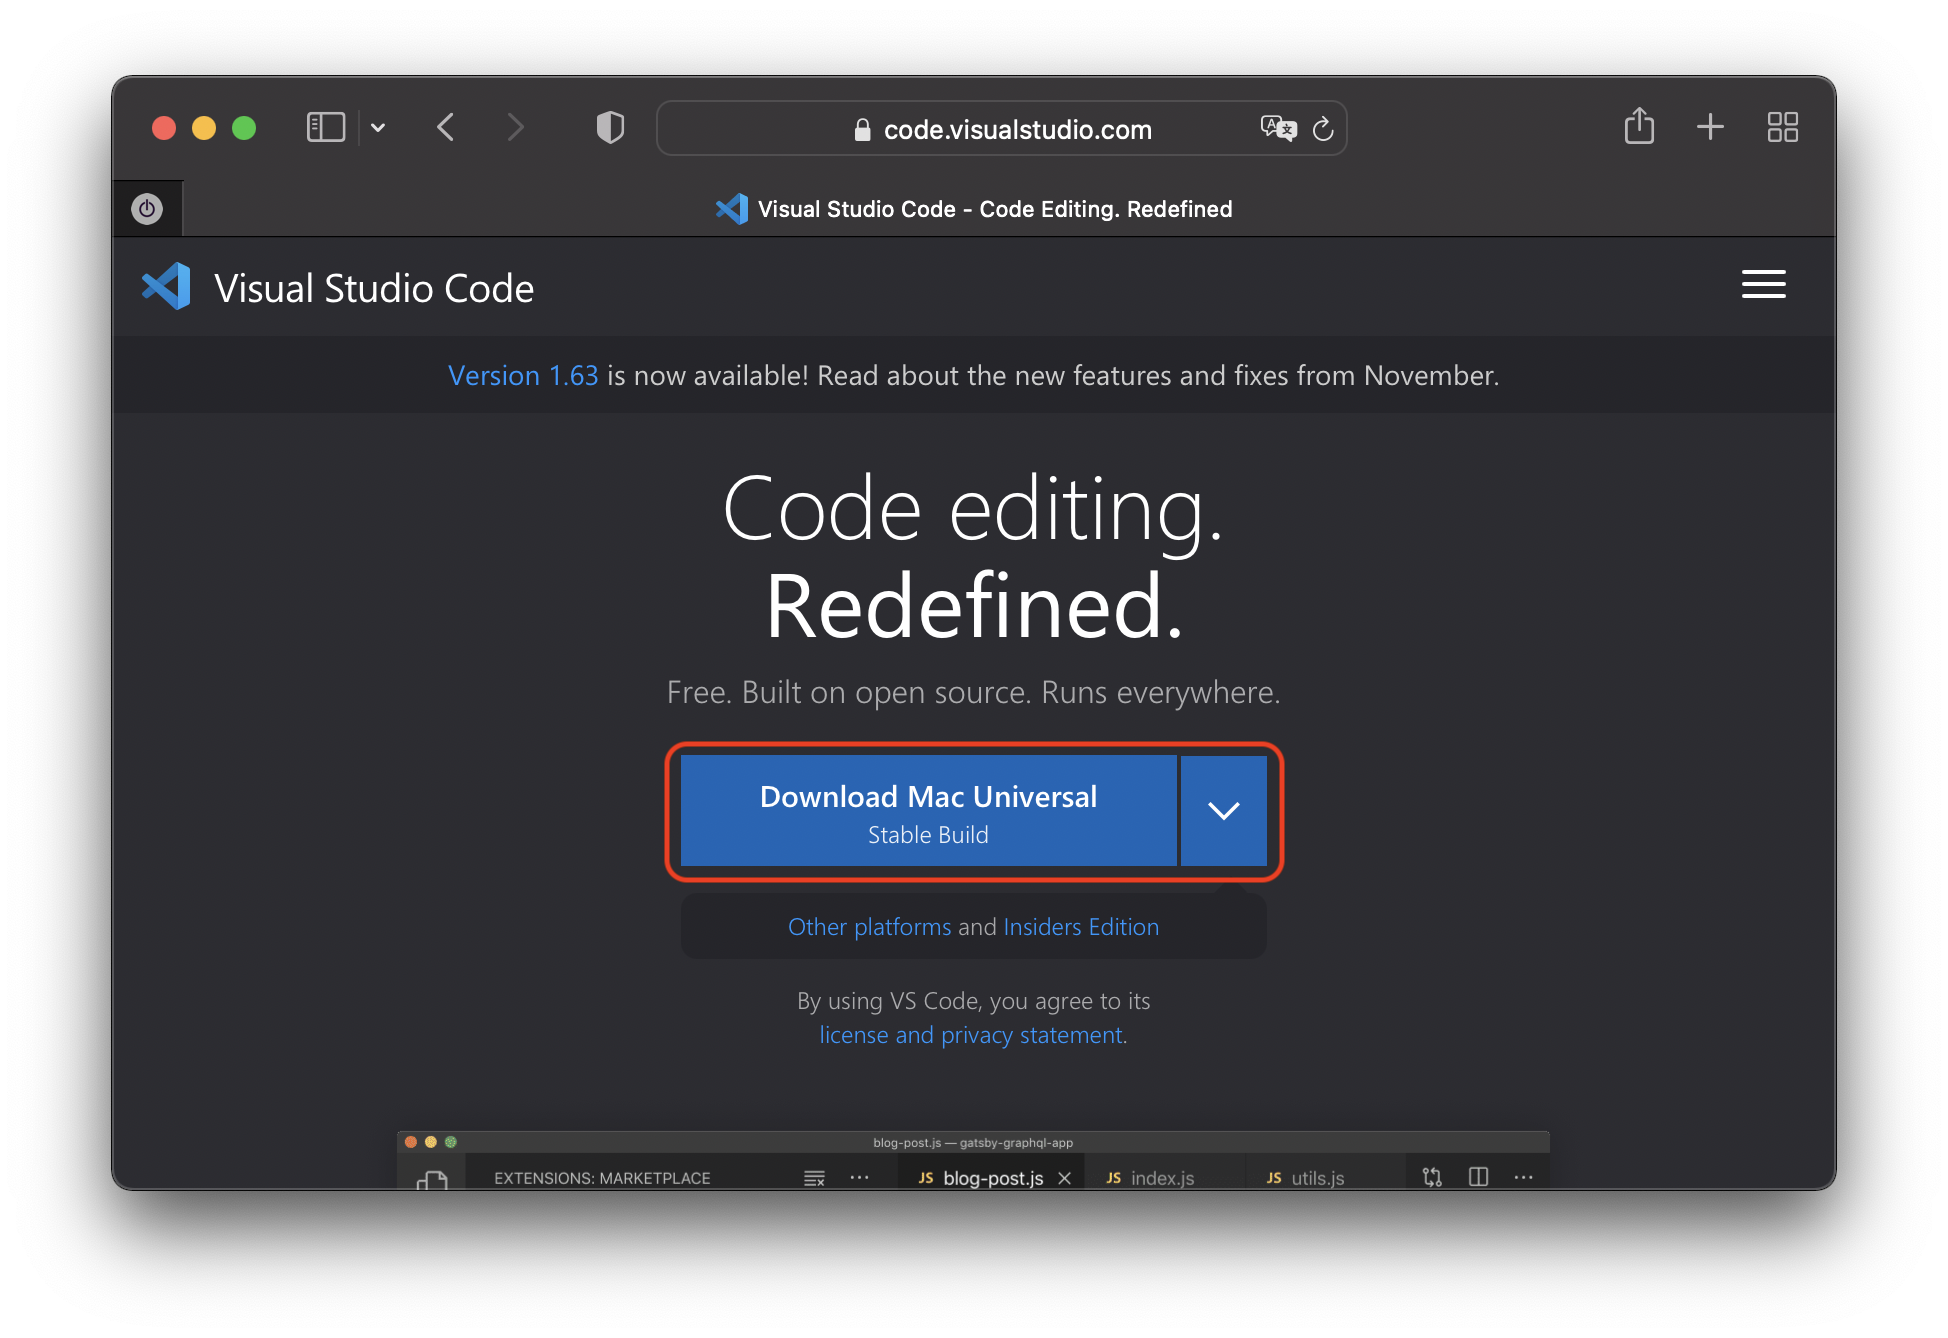 code.visualstudio.com
Visual Studio Code - Code Editing. Redefined
Visual Studio Code
Version 1.63 is now available! Read about the new features and fixes from November.
Code editing.
Redefined.
Free. Built on open source. Runs everywhere.
Download Mac Universal
Stable Build
Other platforms and Insiders Edition
By using VS Code, you agree to its
license and privacy statement.
blog-post.js — gatsby-graphql-app
EXTENSIONS: MARKETPLACE
JS blog-post.js
JS index.js
JS utils.js